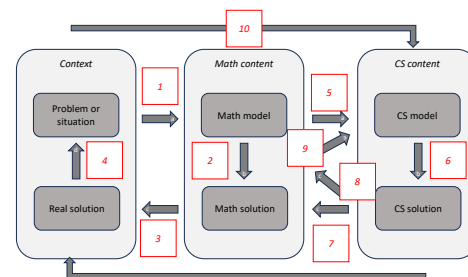 10
Context
Math content
CS content
1
5
Problem or
situation
Math model
CS model
9
4
2
6
8
Real solution
Math solution
CS solution
3
7